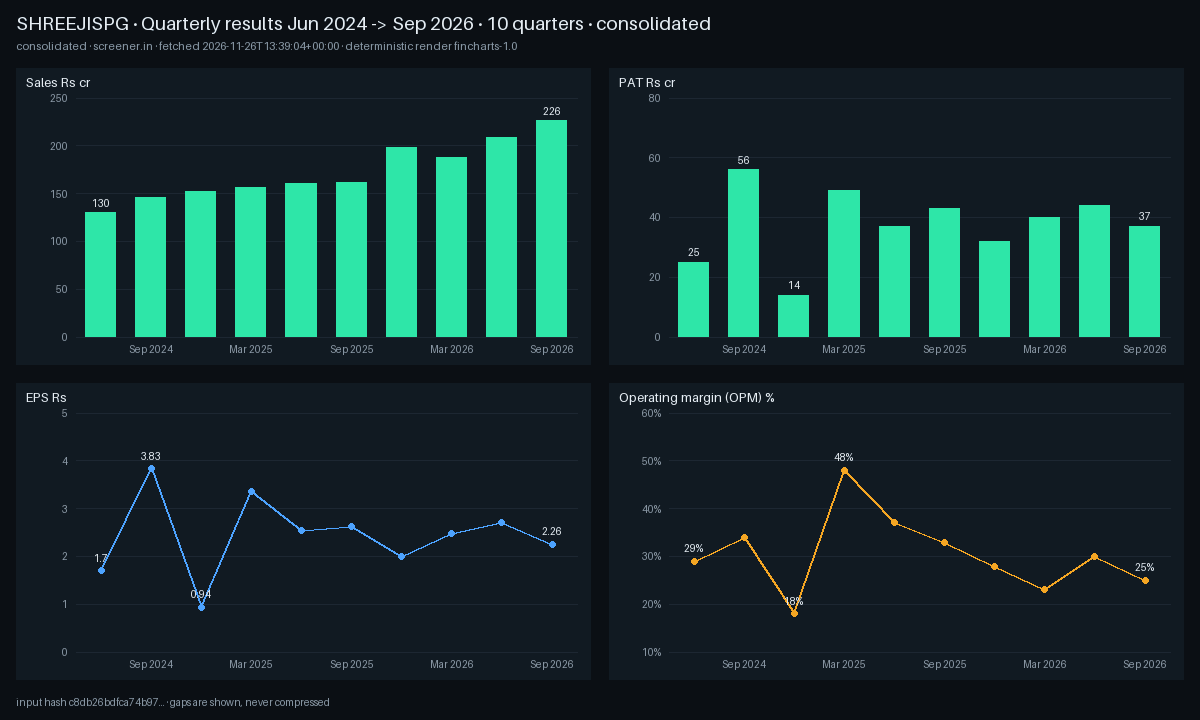 SHREEJISPG · Quarterly results Jun 2024 -> Sep 2026 · 10 quarters · consolidated
consolidated · screener.in · fetched 2026-11-26T13:39:04+00:00 · deterministic render fincharts-1.0
Sales Rs cr
250
200
150
100
50
0
130
226
Sep 2024
Mar 2025
Sep 2025
Mar 2026
Sep 2026
PAT Rs cr
80
60
40
20
0
25
56
14
37
Sep 2024
Mar 2025
Sep 2025
Mar 2026
Sep 2026
EPS Rs
5
4
3
2
1
0
1.7
3.83
0.94
2.26
Sep 2024
Mar 2025
Sep 2025
Mar 2026
Sep 2026
Operating margin (OPM) %
60%
50%
40%
30%
20%
10%
29%
18%
48%
25%
Sep 2024
Mar 2025
Sep 2025
Mar 2026
Sep 2026
input hash c8db26bdfca74b97… · gaps are shown, never compressed